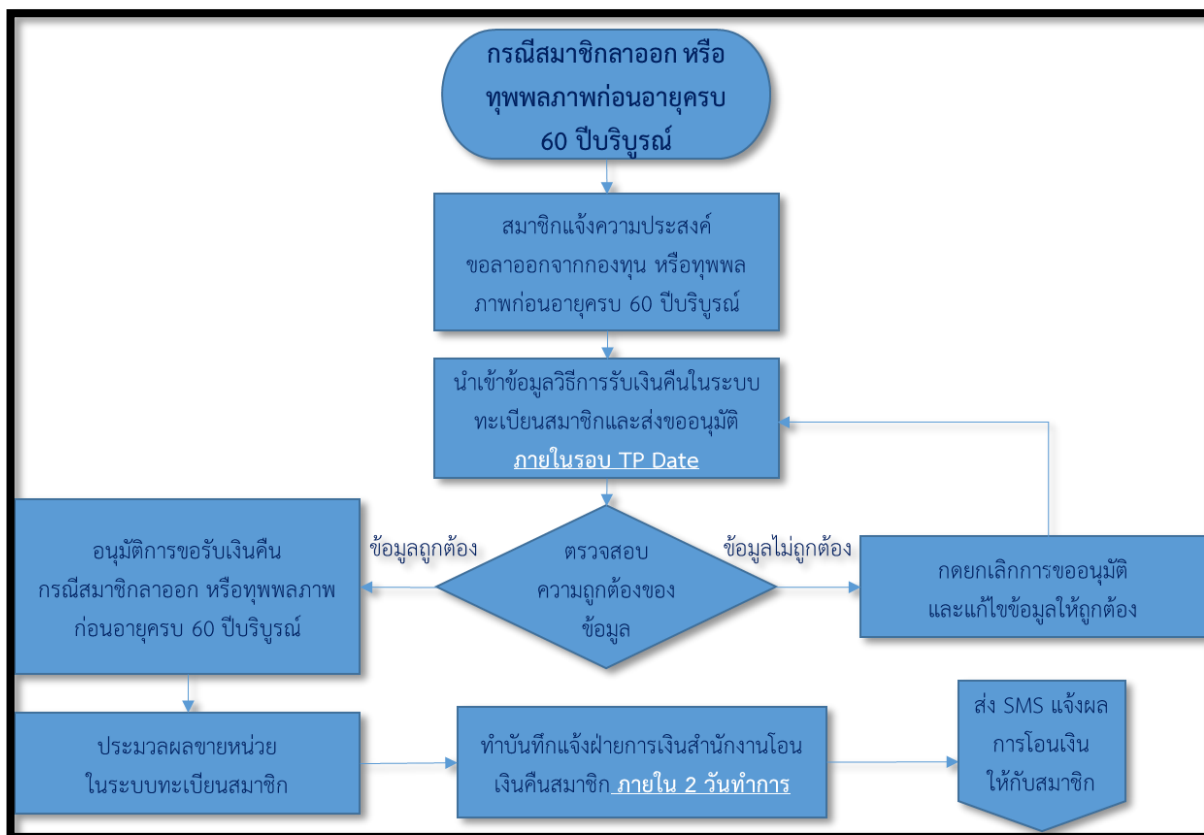 กรณีสมาชิกลาออก หรือ
ทุพพลภาพก่อนอายุครบ
60 ปีบริบูรณ์
สมาชิกแจ้งความประสงค์
ขอลาออกจากกองทุน หรือทุพพล
ภาพก่อนอายุครบ 60 ปีบริบูรณ์
นำเข้าข้อมูลวิธีการรับเงินคืนในระบบ
ทะเบียนสมาชิกและส่งขออนุมัติ
ภายในรอบ TP Date
ตรวจสอบ
ความถูกต้องของ
ข้อมูล
ข้อมูลถูกต้อง
ข้อมูลไม่ถูกต้อง
อนุมัติการขอรับเงินคืน
กรณีสมาชิกลาออก หรือทุพพลภาพ
ก่อนอายุครบ 60 ปีบริบูรณ์
กดยกเลิกการขออนุมัติ
และแก้ไขข้อมูลให้ถูกต้อง
ประมวลผลขายหน่วย
ในระบบทะเบียนสมาชิก
ทำบันทึกแจ้งฝ่ายการเงินสำนักงานโอน
เงินคืนสมาชิก ภายใน 2 วันทำการ
ส่ง SMS แจ้งผล
การโอนเงิน
ให้กับสมาชิก